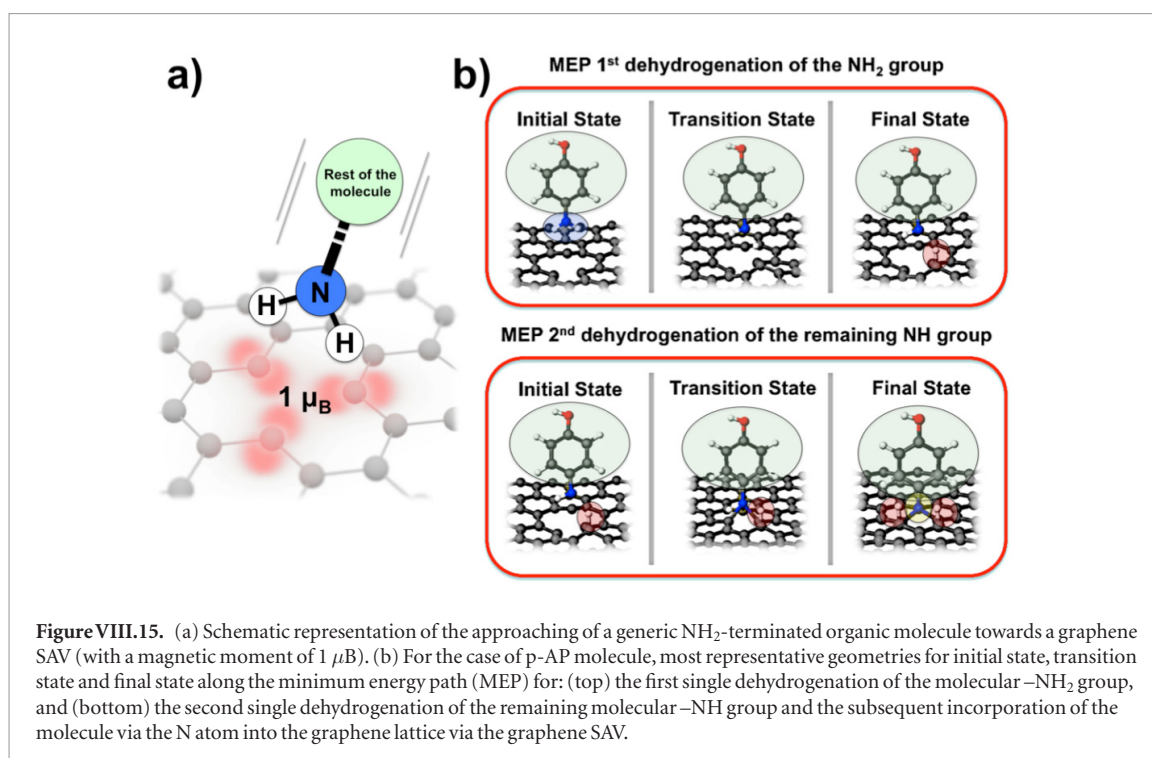 a)
Rest of the
molecule
N
H
H
1 μB
b)
MEP 1st dehydrogenation of the NH2 group
Initial State
Transition State
Final State
MEP 2nd dehydrogenation of the remaining NH group
Initial State
Transition State
Final State
Figure VIII.15. (a) Schematic representation of the approaching of a generic NH2-terminated organic molecule towards a graphene
SAV (with a magnetic moment of 1 μB). (b) For the case of p-AP molecule, most representative geometries for initial state, transition
state and final state along the minimum energy path (MEP) for: (top) the first single dehydrogenation of the molecular –NH2 group,
and (bottom) the second single dehydrogenation of the remaining molecular –NH group and the subsequent incorporation of the
molecule via the N atom into the graphene lattice via the graphene SAV.